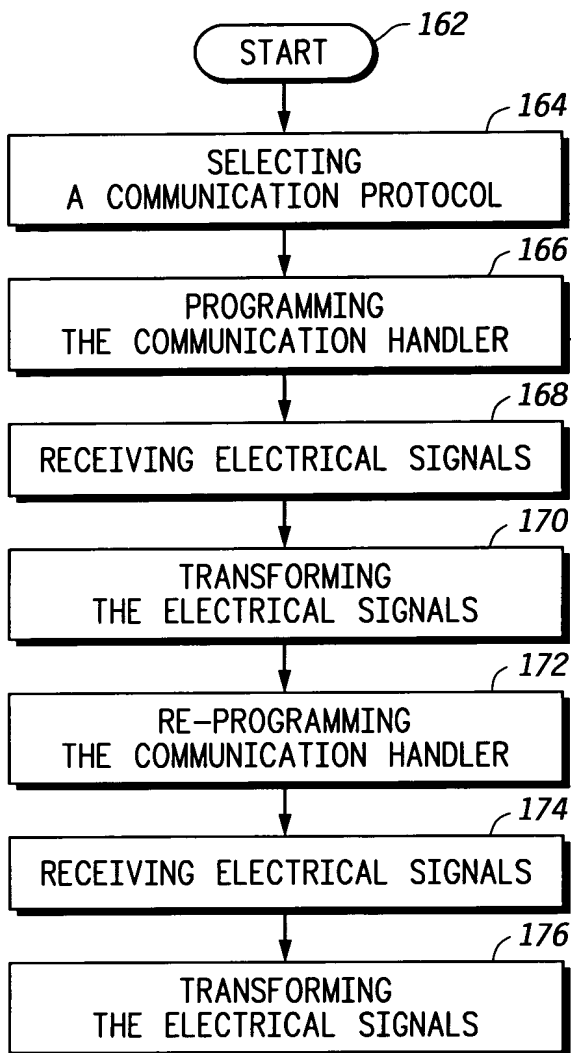 START
162
164
SELECTING
A COMMUNICATION PROTOCOL
166
PROGRAMMING
THE COMMUNICATION HANDLER
168
RECEIVING ELECTRICAL SIGNALS
170
TRANSFORMING
THE ELECTRICAL SIGNALS
172
RE-PROGRAMMING
THE COMMUNICATION HANDLER
174
RECEIVING ELECTRICAL SIGNALS
176
TRANSFORMING
THE ELECTRICAL SIGNALS